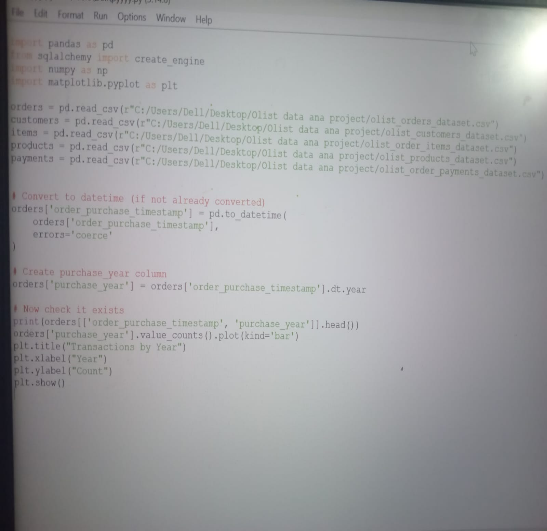 File Edit Format Run Options Window Help
import pandas as pd
from sqlalchemy import create_engine
import numpy as np
import matplotlib.pyplot as plt
orders = pd.read_csv(r"C:/Users/Dell/Desktop/Olist data ana project/olist_orders_dataset.csv")
customers = pd.read_csv(r"C:/Users/Dell/Desktop/Olist data ana project/olist_customers_dataset.csv")
items = pd.read_csv(r"C:/Users/Dell/Desktop/Olist data ana project/olist_order_items_dataset.csv")
products = pd.read_csv(r"C:/Users/Dell/Desktop/Olist data ana project/olist_products_dataset.csv")
payments = pd.read_csv(r"C:/Users/Dell/Desktop/Olist data ana project/olist_order_payments_dataset.csv")
# Convert to datetime (if not already converted)
orders['order_purchase_timestamp'] = pd.to_datetime(
orders['order_purchase_timestamp'],
errors='coerce'
)
# Create purchase_year column
orders['purchase_year'] = orders['order_purchase_timestamp'].dt.year
# Now check it exists
print(orders[['order_purchase_timestamp', 'purchase_year']].head())
orders['purchase_year'].value_counts().plot(kind='bar')
plt.title("Transactions by Year")
plt.xlabel("Year")
plt.ylabel("Count")
plt.show()